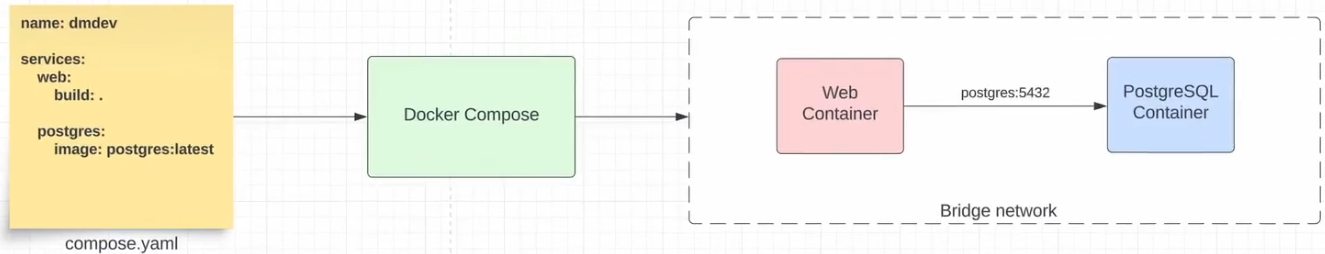 name: dmdev
services:
web:
build: .
postgres:
image: postgres:latest
compose.yaml
Docker Compose
Web
Container
postgres:5432
PostgreSQL
Container
Bridge network